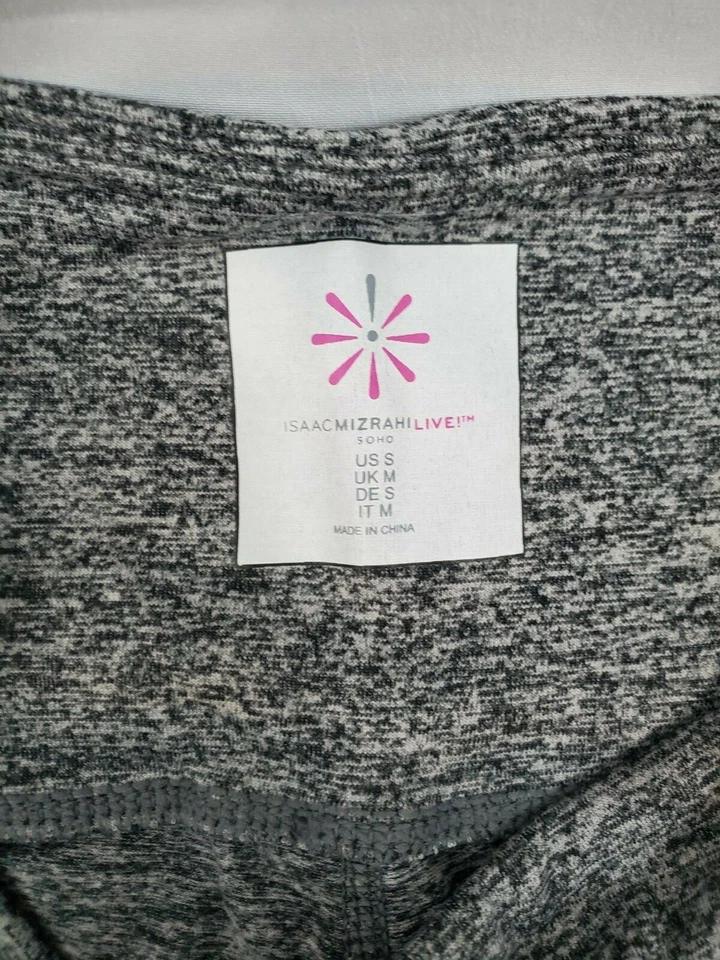 ISAACMIZRAHILIVE!™
SOHO
US S
UK M
DE S
IT M
MADE IN CHINA